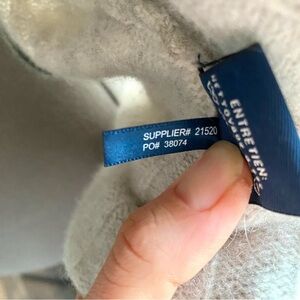 SUPPLIER# 21520
PO# 38074
ENTRETIEN: